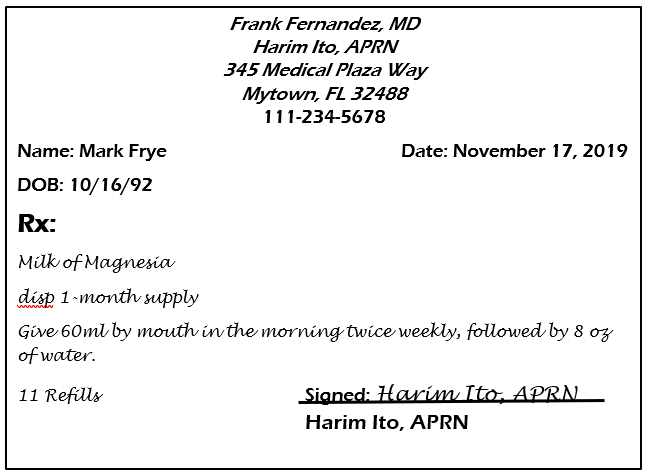 Frank Fernandez, MD
Harim Ito, APRN
345 Medical Plaza Way
Mytown, FL 32488
111-234-5678
Name: Mark Frye Date: November 17, 2019
DOB: 10/16/92
Rx:
Milk of Magnesia
disp 1-month supply
Give 60ml by mouth in the morning twice weekly, followed by 8 oz
of water.
11 Refills Signed: Harim Ito, APRN
Harim Ito, APRN